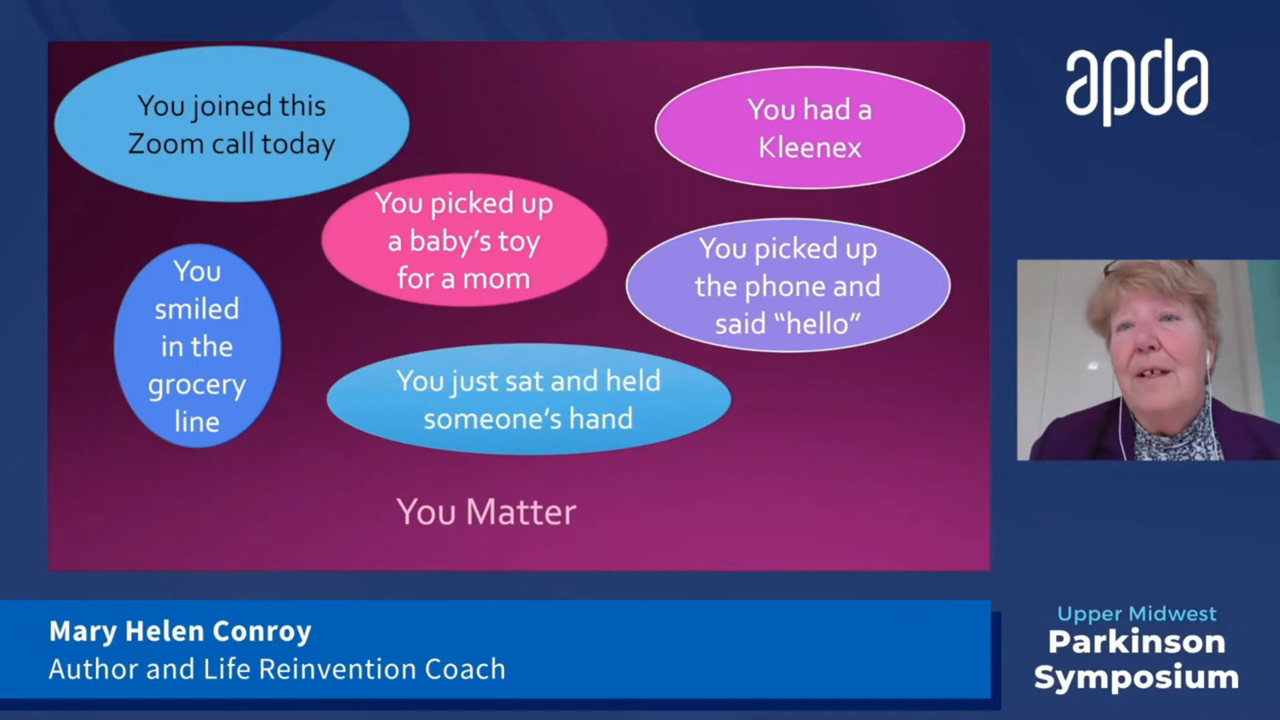 You joined this
Zoom call today
You had a
Kleenex
You picked up
a baby's toy
for a mom
You picked up
the phone and
said “hello”
You
smiled
in the
grocery
line
You just sat and held
someone's hand
You Matter
apda
Mary Helen Conroy
Author and Life Reinvention Coach
Upper Midwest
Parkinson
Symposium